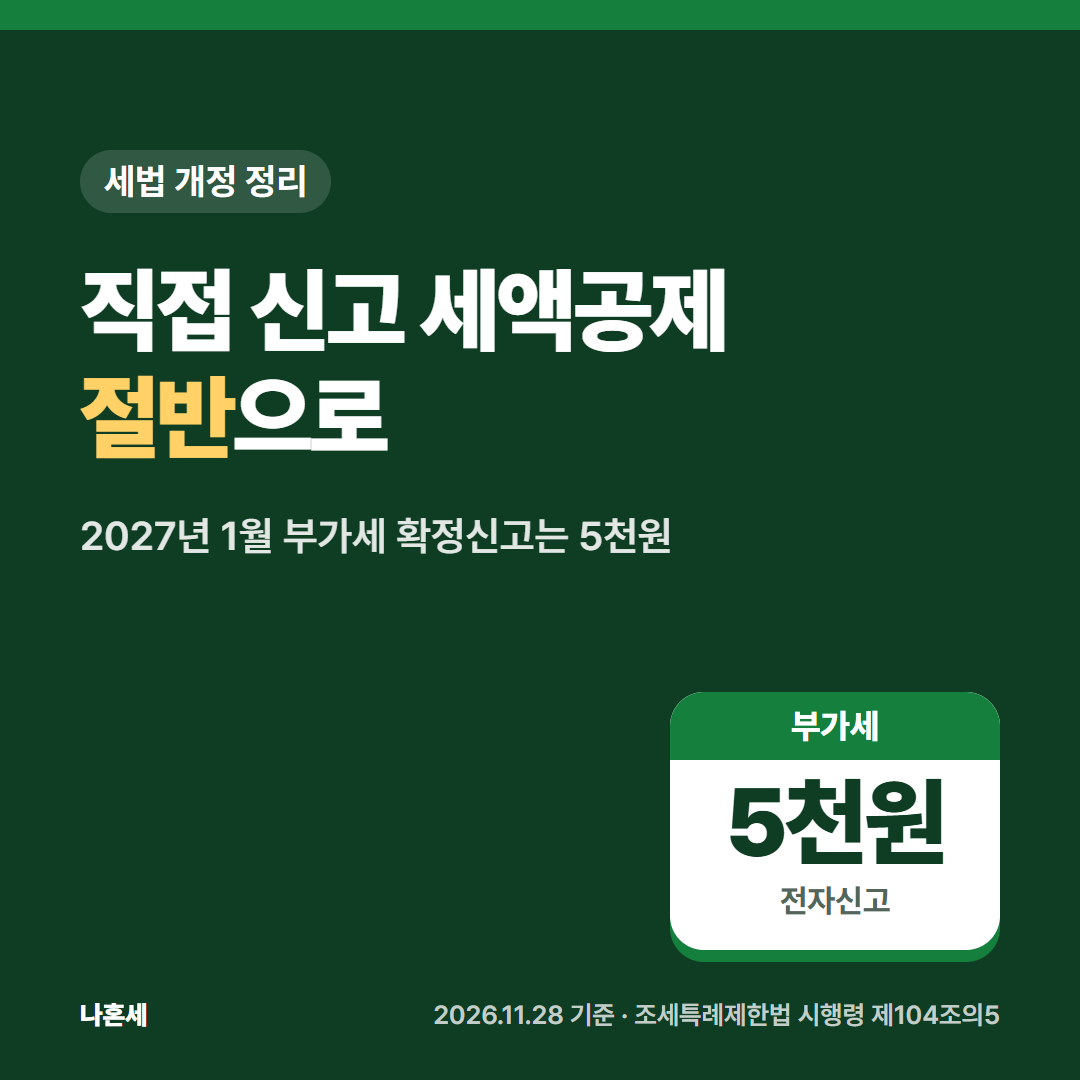 세법 개정 정리
직접 신고 세액공제
절반으로
2027년 1월 부가세 확정신고는 5천원
부가세
5천원
전자신고
나혼세
2026.11.28 기준 · 조세특례제한법 시행령 제104조의5